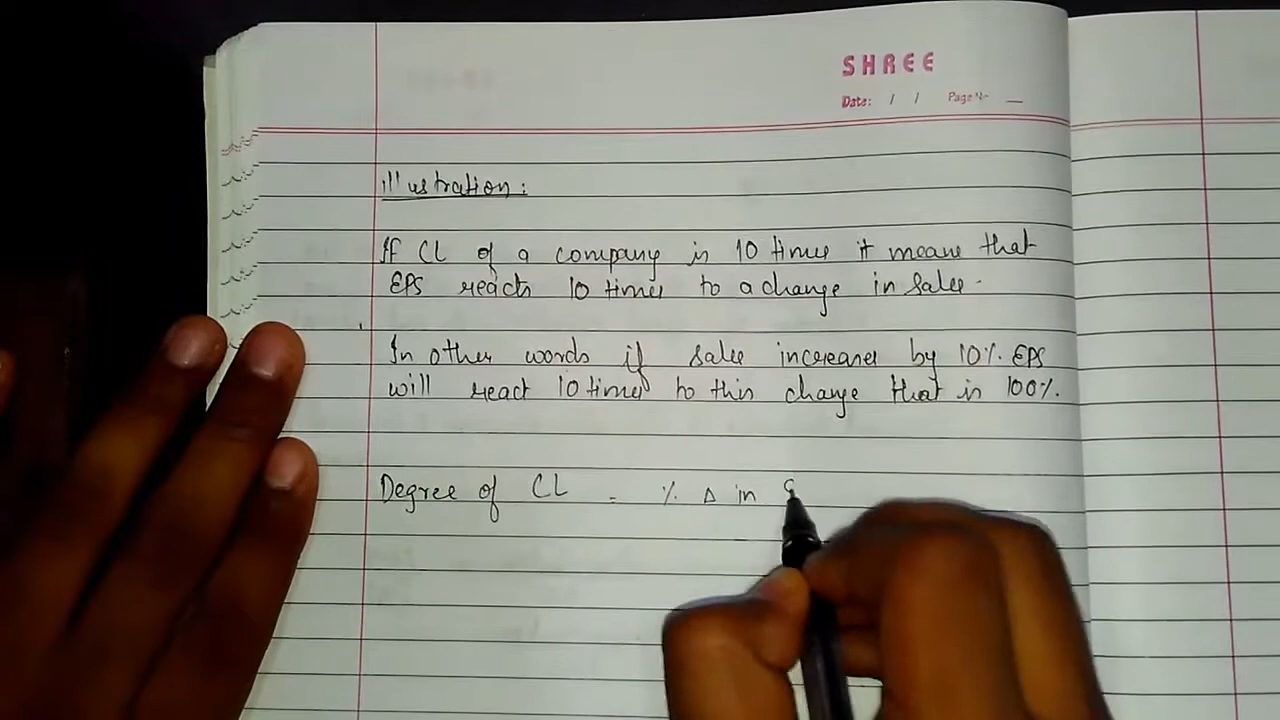 SHREE
Date: / / Page No
Illustration:
If CL of a company is 10 times it means that
EPS reacts 10 times to a change in Sales.
In other words if sales increases by 10% EPS
will react 10 times to this change that is 100%.
Degree of CL = % Δ in